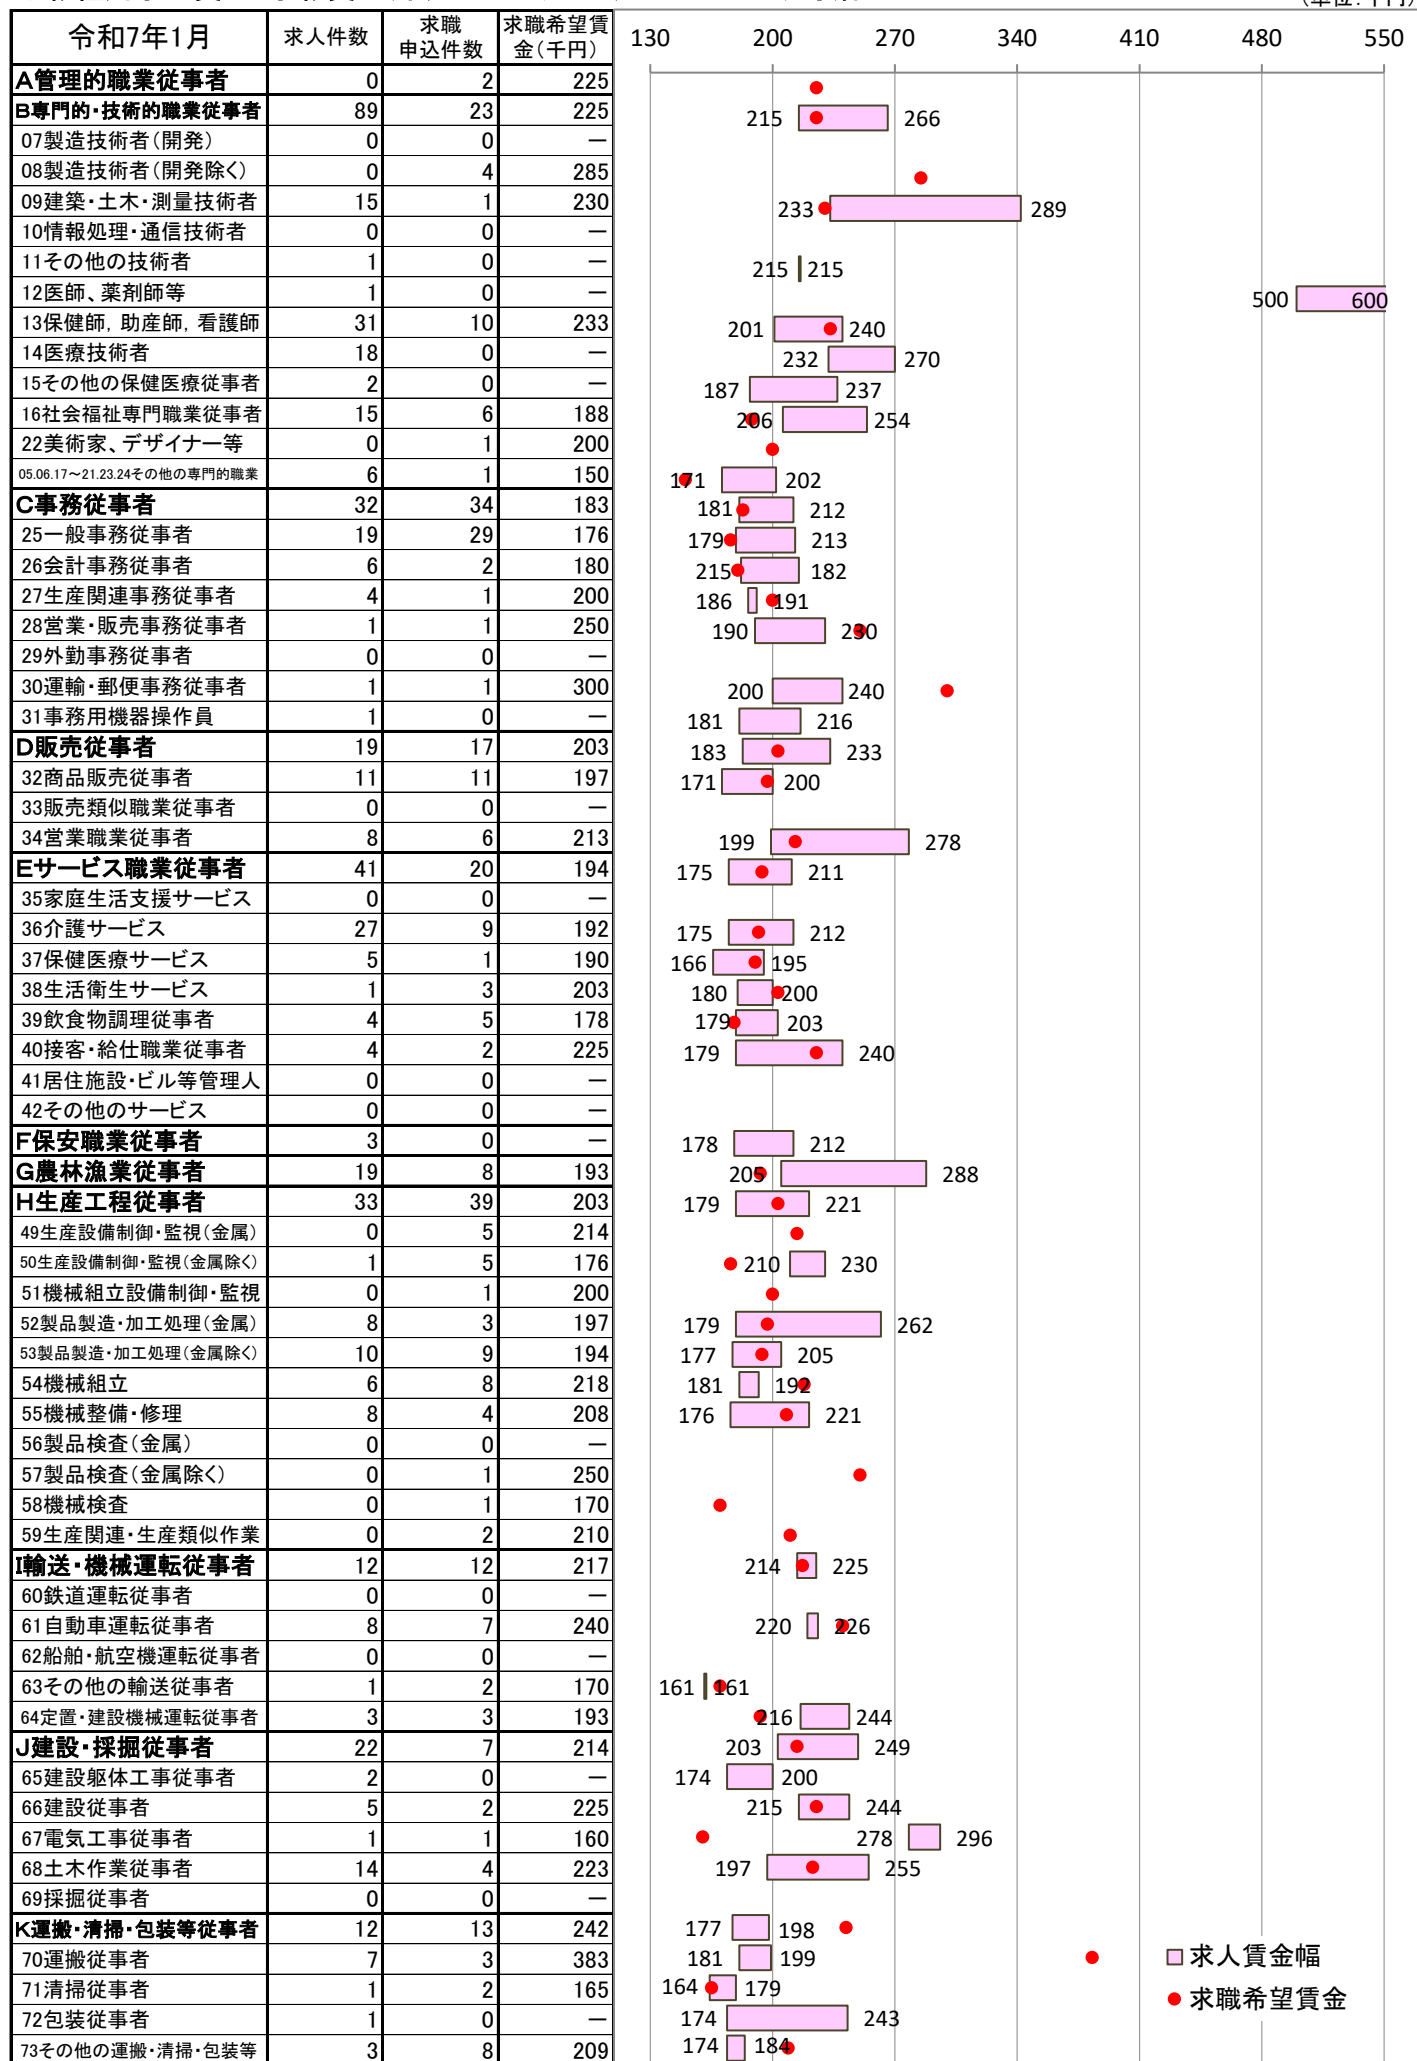 令和7年1月 求人件数 求職申込件数 求職希望賃金(千円) 130 200 270 340 410 480 550
A管理的職業従事者 0 2 225
B専門的・技術的職業従事者 89 23 225 215 266
07製造技術者(開発) 0 0 ―
08製造技術者(開発除く) 0 4 285
09建築・土木・測量技術者 15 1 230 233 289
10情報処理・通信技術者 0 0 ―
11その他の技術者 1 0 ― 215 215
12医師、薬剤師等 1 0 ― 500 600
13保健師,助産師,看護師 31 10 233 201 240
14医療技術者 18 0 ― 232 270
15その他の保健医療従事者 2 0 ― 187 237
16社会福祉専門職業従事者 15 6 188 206 254
22美術家、デザイナー等 0 1 200
05.06.17~21.23.24その他の専門的職業 6 1 150 171 202
C事務従事者 32 34 183 181 212
25一般事務従事者 19 29 176 179 213
26会計事務従事者 6 2 180 215 182
27生産関連事務従事者 4 1 200 186 191
28営業・販売事務従事者 1 1 250 190 230
29外勤事務従事者 0 0 ―
30運輸・郵便事務従事者 1 1 300 200 240
31事務用機器操作員 1 0 ― 181 216
D販売従事者 19 17 203 183 233
32商品販売従事者 11 11 197 171 200
33販売類似職業従事者 0 0 ―
34営業職業従事者 8 6 213 199 278
Eサービス職業従事者 41 20 194 175 211
35家庭生活支援サービス 0 0 ―
36介護サービス 27 9 192 175 212
37保健医療サービス 5 1 190 166 195
38生活衛生サービス 1 3 203 180 200
39飲食物調理従事者 4 5 178 179 203
40接客・給仕職業従事者 4 2 225 179 240
41居住施設・ビル等管理人 0 0 ―
42その他のサービス 0 0 ―
F保安職業従事者 3 0 ― 178 212
G農林漁業従事者 19 8 193 205 288
H生産工程従事者 33 39 203 179 221
49生産設備制御・監視(金属) 0 5 214
50生産設備制御・監視(金属除く) 1 5 176 210 230
51機械組立設備制御・監視 0 1 200
52製品製造・加工処理(金属) 8 3 197 179 262
53製品製造・加工処理(金属除く) 10 9 194 177 205
54機械組立 6 8 218 181 192
55機械整備・修理 8 4 208 176 221
56製品検査(金属) 0 0 ―
57製品検査(金属除く) 0 1 250
58機械検査 0 1 170
59生産関連・生産類似作業 0 2 210
I輸送・機械運転従事者 12 12 217 214 225
60鉄道運転従事者 0 0 ―
61自動車運転従事者 8 7 240 220 226
62船舶・航空機運転従事者 0 0 ―
63その他の輸送従事者 1 2 170 161 161
64定置・建設機械運転従事者 3 3 193 216 244
J建設・採掘従事者 22 7 214 203 249
65建設躯体工事従事者 2 0 ― 174 200
66建設従事者 5 2 225 215 244
67電気工事従事者 1 1 160 278 296
68土木作業従事者 14 4 223 197 255
69採掘従事者 0 0 ―
K運搬・清掃・包装等従事者 12 13 242 177 198
70運搬従事者 7 3 383 181 199 求人賃金幅
71清掃従事者 1 2 165 164 179 求職希望賃金
72包装従事者 1 0 ― 174 243
73その他の運搬・清掃・包装等 3 8 209 174 184